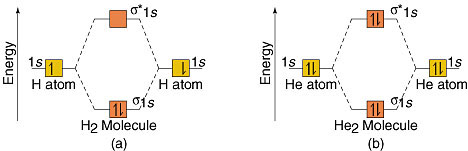 Energy
σ*1s
1s
1s
H atom
H atom
σ1s
H2 Molecule
(a)
Energy
σ*1s
1s
1s
He atom
He atom
σ1s
He2 Molecule
(b)